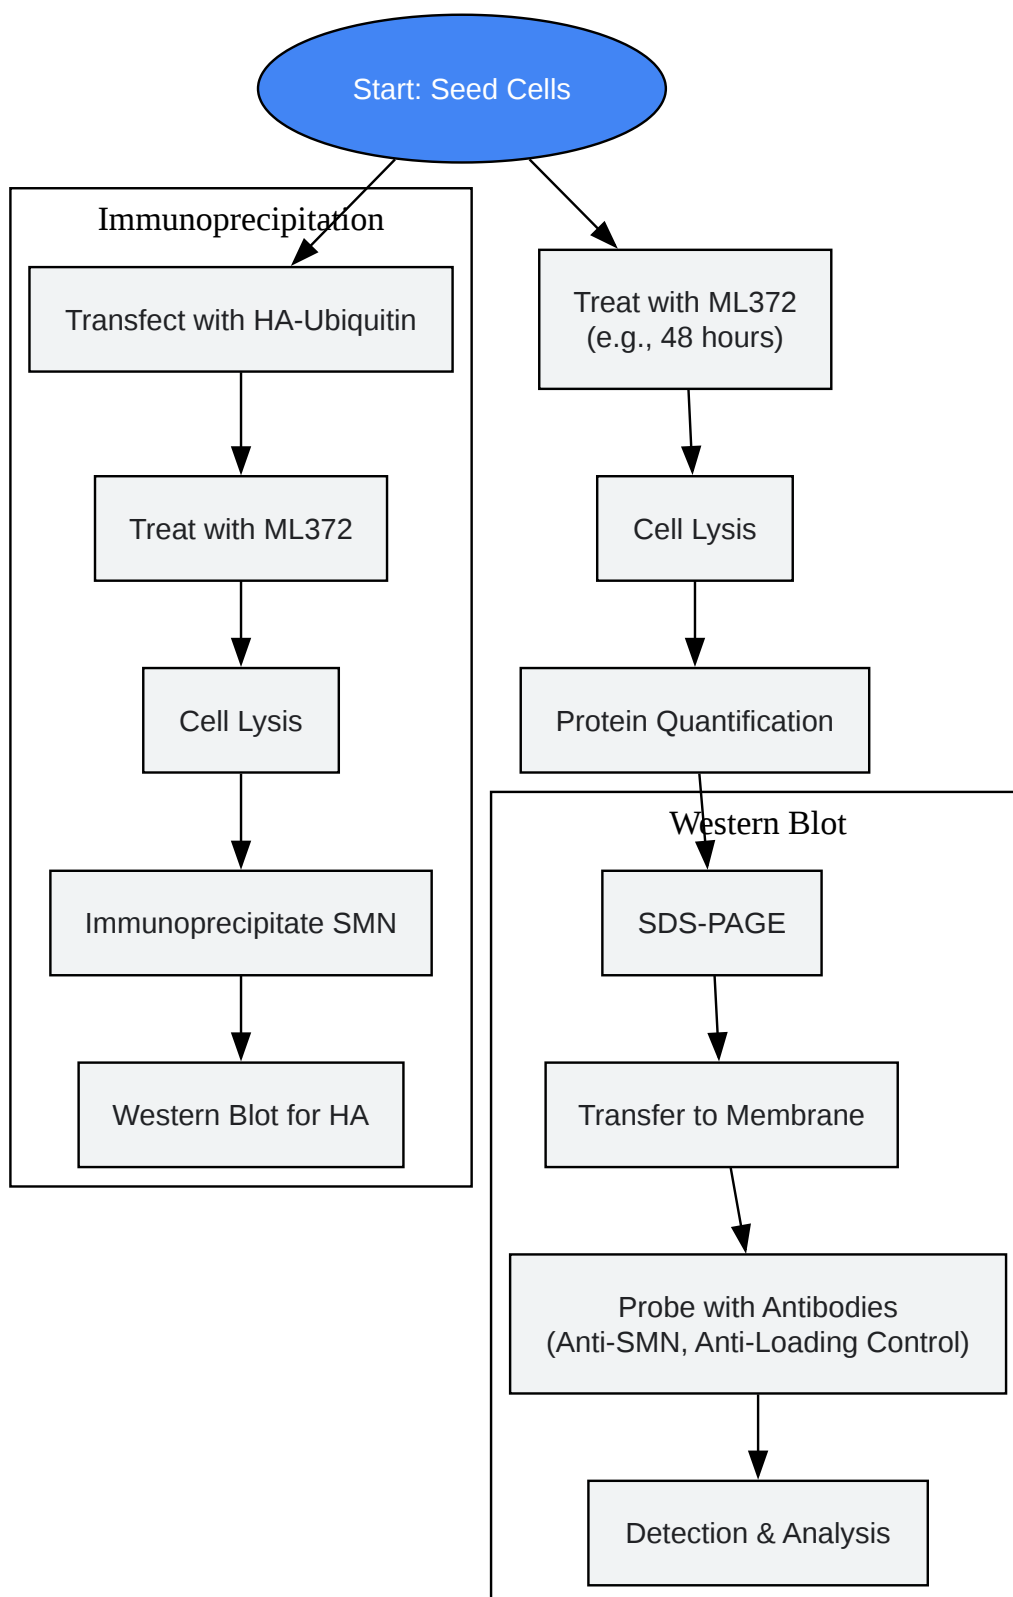 Start: Seed Cells
Immunoprecipitation
Transfect with HA-Ubiquitin
Treat with ML372
Cell Lysis
Immunoprecipitate SMN
Western Blot for HA
Treat with ML372
(e.g., 48 hours)
Cell Lysis
Protein Quantification
Western Blot
SDS-PAGE
Transfer to Membrane
Probe with Antibodies
(Anti-SMN, Anti-Loading Control)
Detection & Analysis